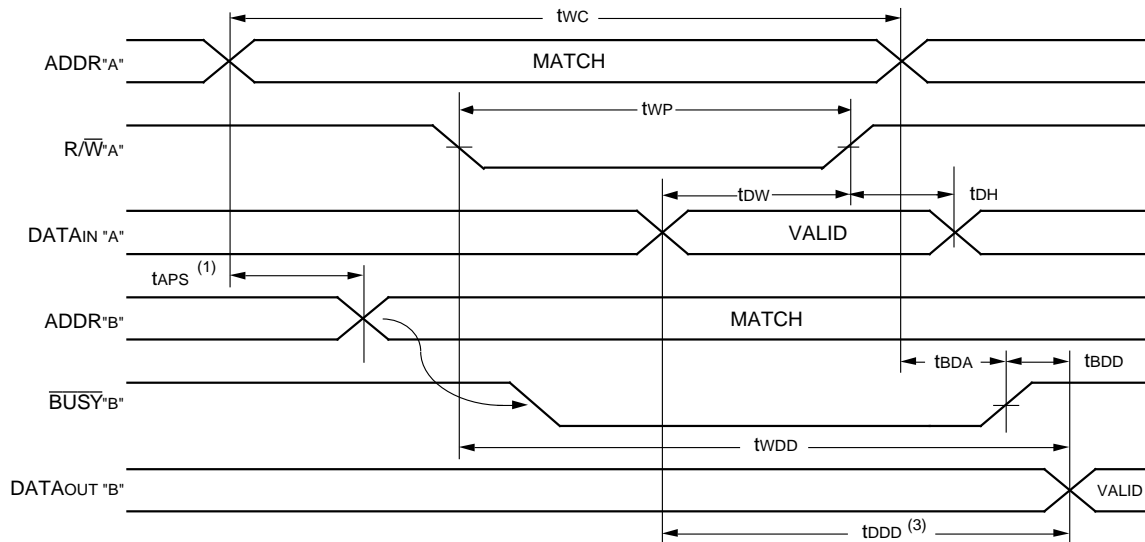 tWC
ADDR"A"
MATCH
tWP
R/W"A"
tDW
tDH
DATAIN "A"
VALID
tAPS (1)
ADDR"B"
MATCH
tBDA
tBDD
BUSY"B"
tWDD
DATAOUT "B"
VALID
tDDD (3)